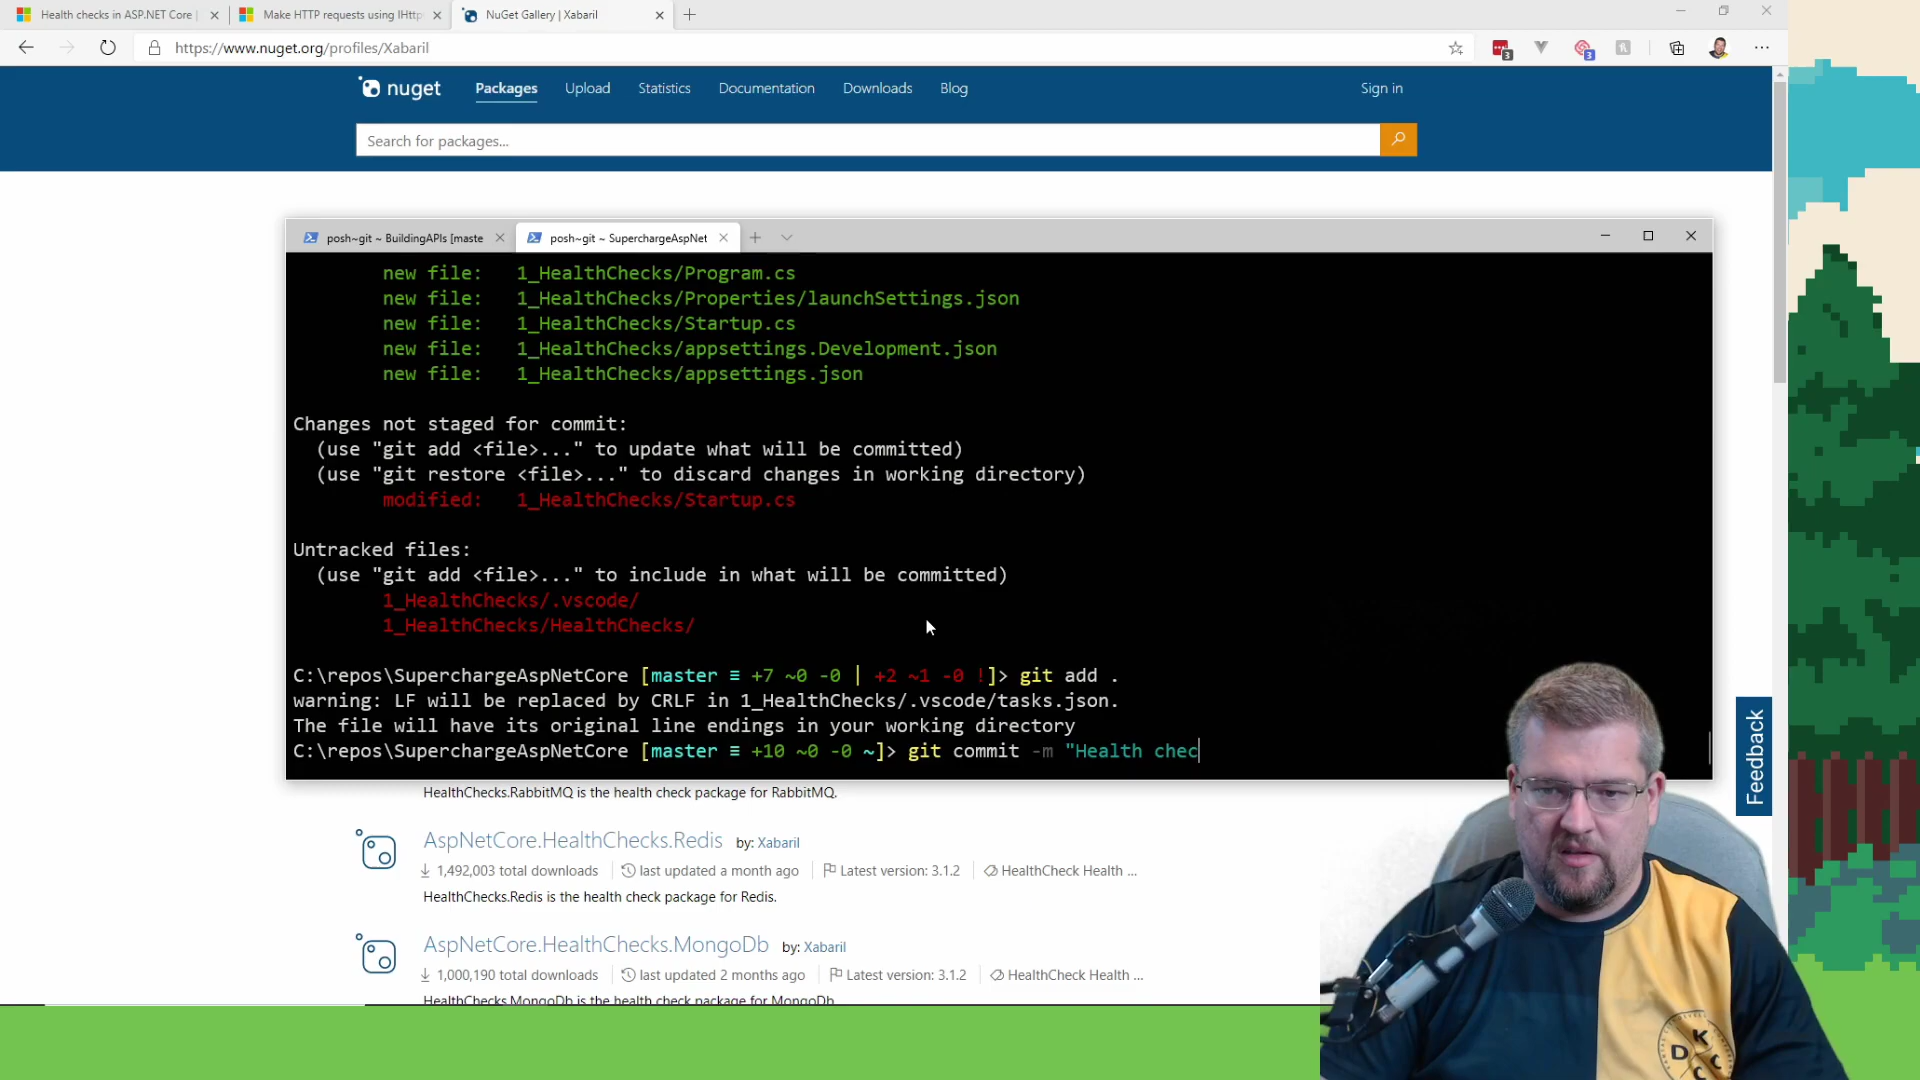 Health checks in ASP.NET Core |
Make HTTP requests using IHttp
NuGet Gallery | Xabaril
https://www.nuget.org/profiles/Xabaril
3
3
nuget
Packages
Upload
Statistics
Documentation
Downloads
Blog
Sign in
Search for packages...
posh~git ~ BuildingAPIs [maste
posh~git ~ SuperchargeAspNet
new file:   1_HealthChecks/Program.cs
new file:   1_HealthChecks/Properties/launchSettings.json
new file:   1_HealthChecks/Startup.cs
new file:   1_HealthChecks/appsettings.Development.json
new file:   1_HealthChecks/appsettings.json
Changes not staged for commit:
(use "git add <file>..." to update what will be committed)
(use "git restore <file>..." to discard changes in working directory)
modified:   1_HealthChecks/Startup.cs
Untracked files:
(use "git add <file>..." to include in what will be committed)
1_HealthChecks/.vscode/
1_HealthChecks/HealthChecks/
C:\repos\SuperchargeAspNetCore [master ≡ +7 ~0 -0 | +2 ~1 -0 !]> git add .
warning: LF will be replaced by CRLF in 1_HealthChecks/.vscode/tasks.json.
The file will have its original line endings in your working directory
C:\repos\SuperchargeAspNetCore [master ≡ +10 ~0 -0 ~]> git commit -m "Health chec
HealthChecks.RabbitMQ is the health check package for RabbitMQ.
AspNetCore.HealthChecks.Redis by: Xabaril
1,492,003 total downloads
last updated a month ago
Latest version: 3.1.2
HealthCheck Health ...
HealthChecks.Redis is the health check package for Redis.
AspNetCore.HealthChecks.MongoDb by: Xabaril
1,000,190 total downloads
last updated 2 months ago
Latest version: 3.1.2
HealthCheck Health ...
HealthChecks.MongoDb is the health check package for MongoDb.
Feedback
K
D C
C